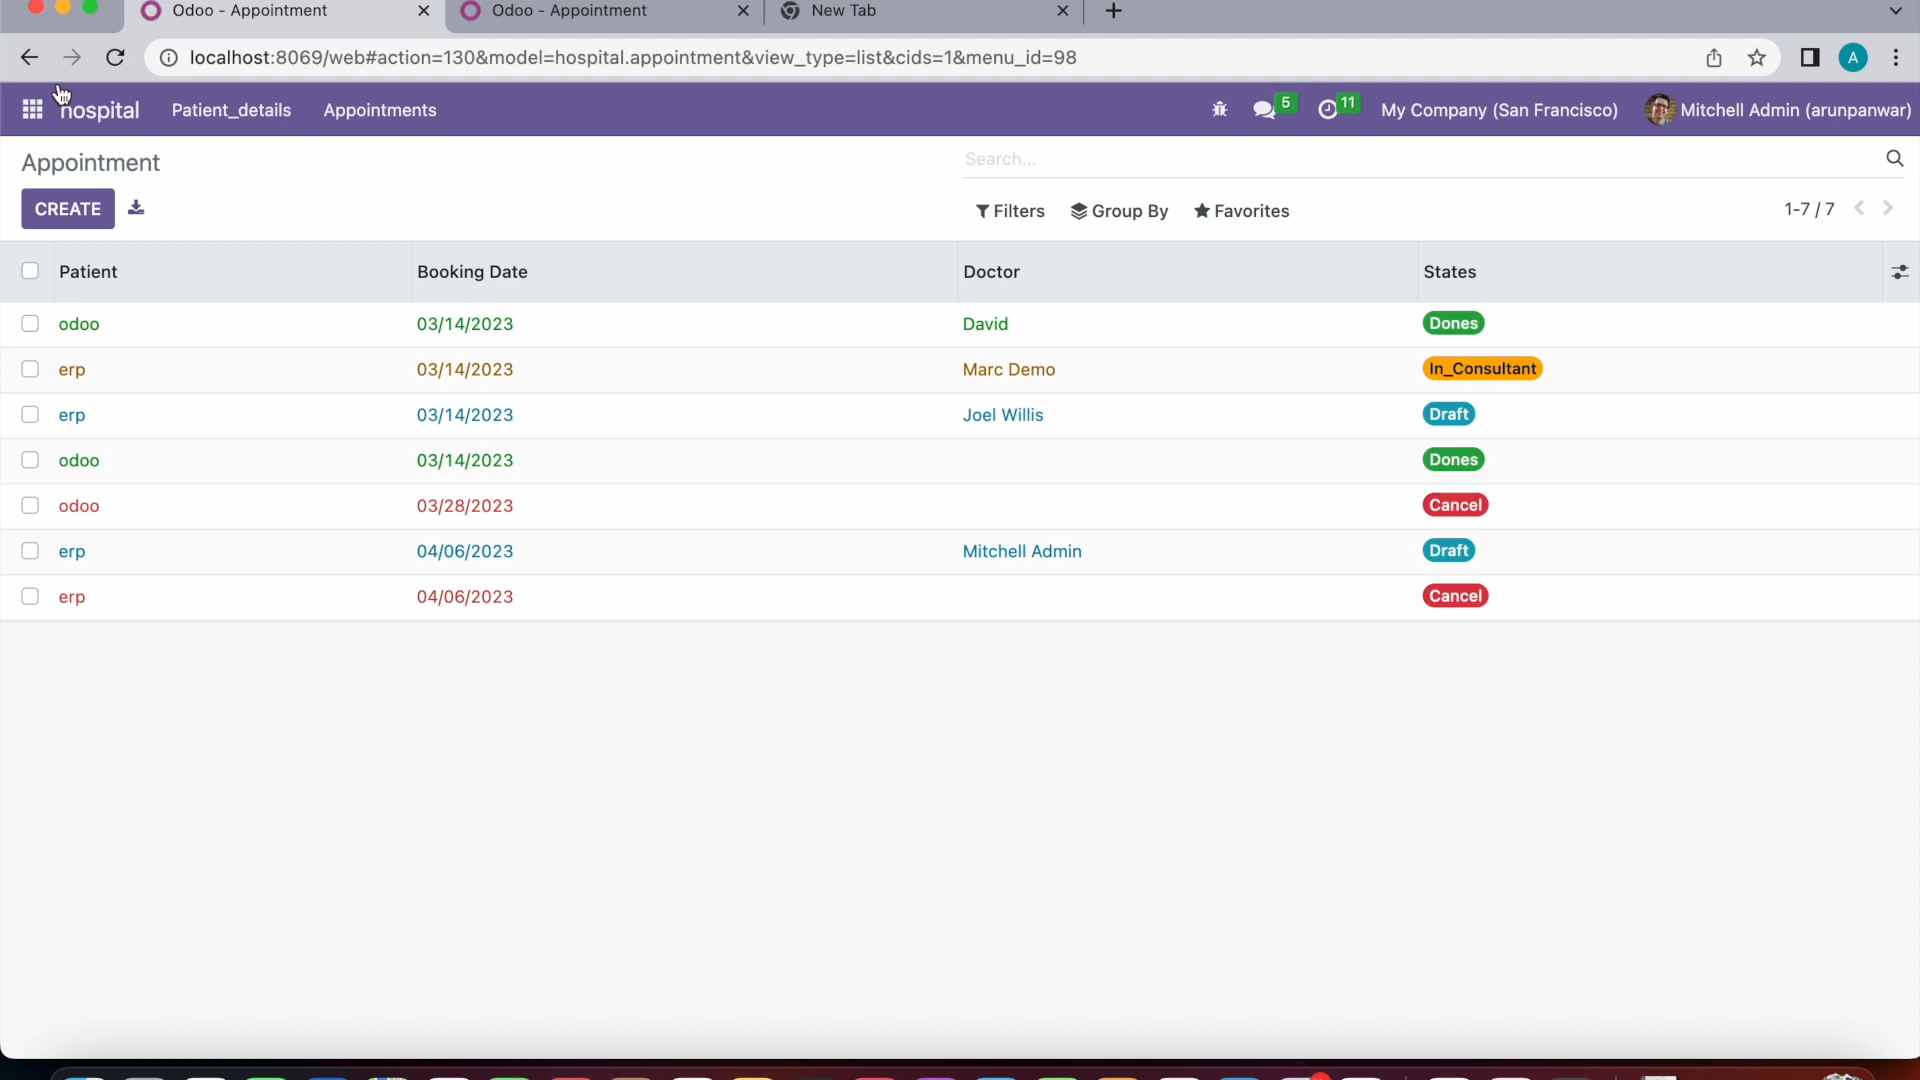 Odoo - Appointment
Odoo - Appointment
New Tab
localhost:8069/web#action=130&model=hospital.appointment&view_type=list&cids=1&menu_id=98
A
hospital
Patient_details
Appointments
5
11
My Company (San Francisco)
Mitchell Admin (arunpanwar)
Appointment
Search...
CREATE
Filters
Group By
Favorites
1-7 / 7
Patient Booking Date Doctor States
odoo 03/14/2023 David Dones
erp 03/14/2023 Marc Demo In_Consultant
erp 03/14/2023 Joel Willis Draft
odoo 03/14/2023 Dones
odoo 03/28/2023 Cancel
erp 04/06/2023 Mitchell Admin Draft
erp 04/06/2023 Cancel